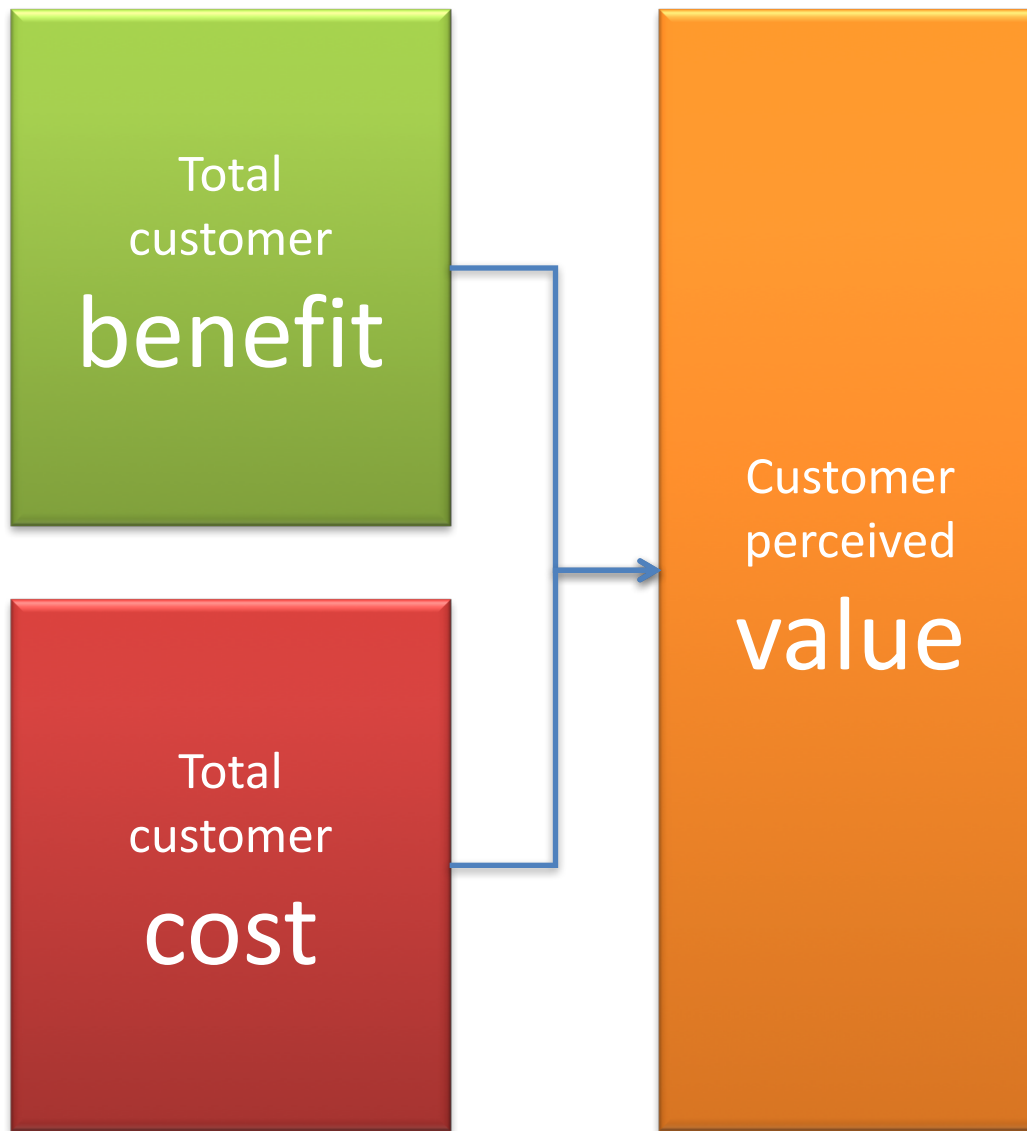 Total
customer
benefit
Total
customer
cost
Customer
perceived
value